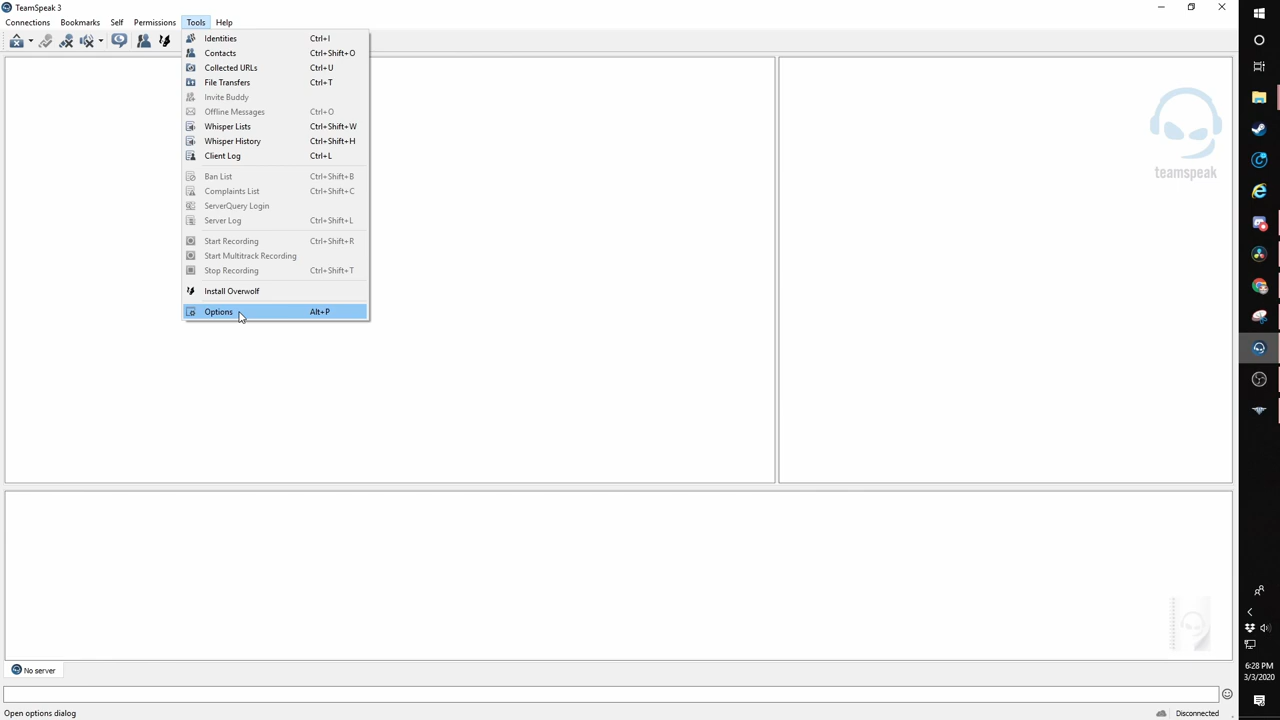 TeamSpeak 3
Connections Bookmarks Self Permissions Tools Help
Identities Ctrl+I
Contacts Ctrl+Shift+O
Collected URLs Ctrl+U
File Transfers Ctrl+T
Invite Buddy
Offline Messages Ctrl+O
Whisper Lists Ctrl+Shift+W
Whisper History Ctrl+Shift+H
Client Log Ctrl+L
Ban List Ctrl+Shift+B
Complaints List Ctrl+Shift+C
ServerQuery Login
Server Log Ctrl+Shift+L
Start Recording Ctrl+Shift+R
Start Multitrack Recording
Stop Recording Ctrl+Shift+T
Install Overwolf
Options Alt+P
teamspeak
No server
6:28 PM
3/3/2020
Open options dialog
Disconnected